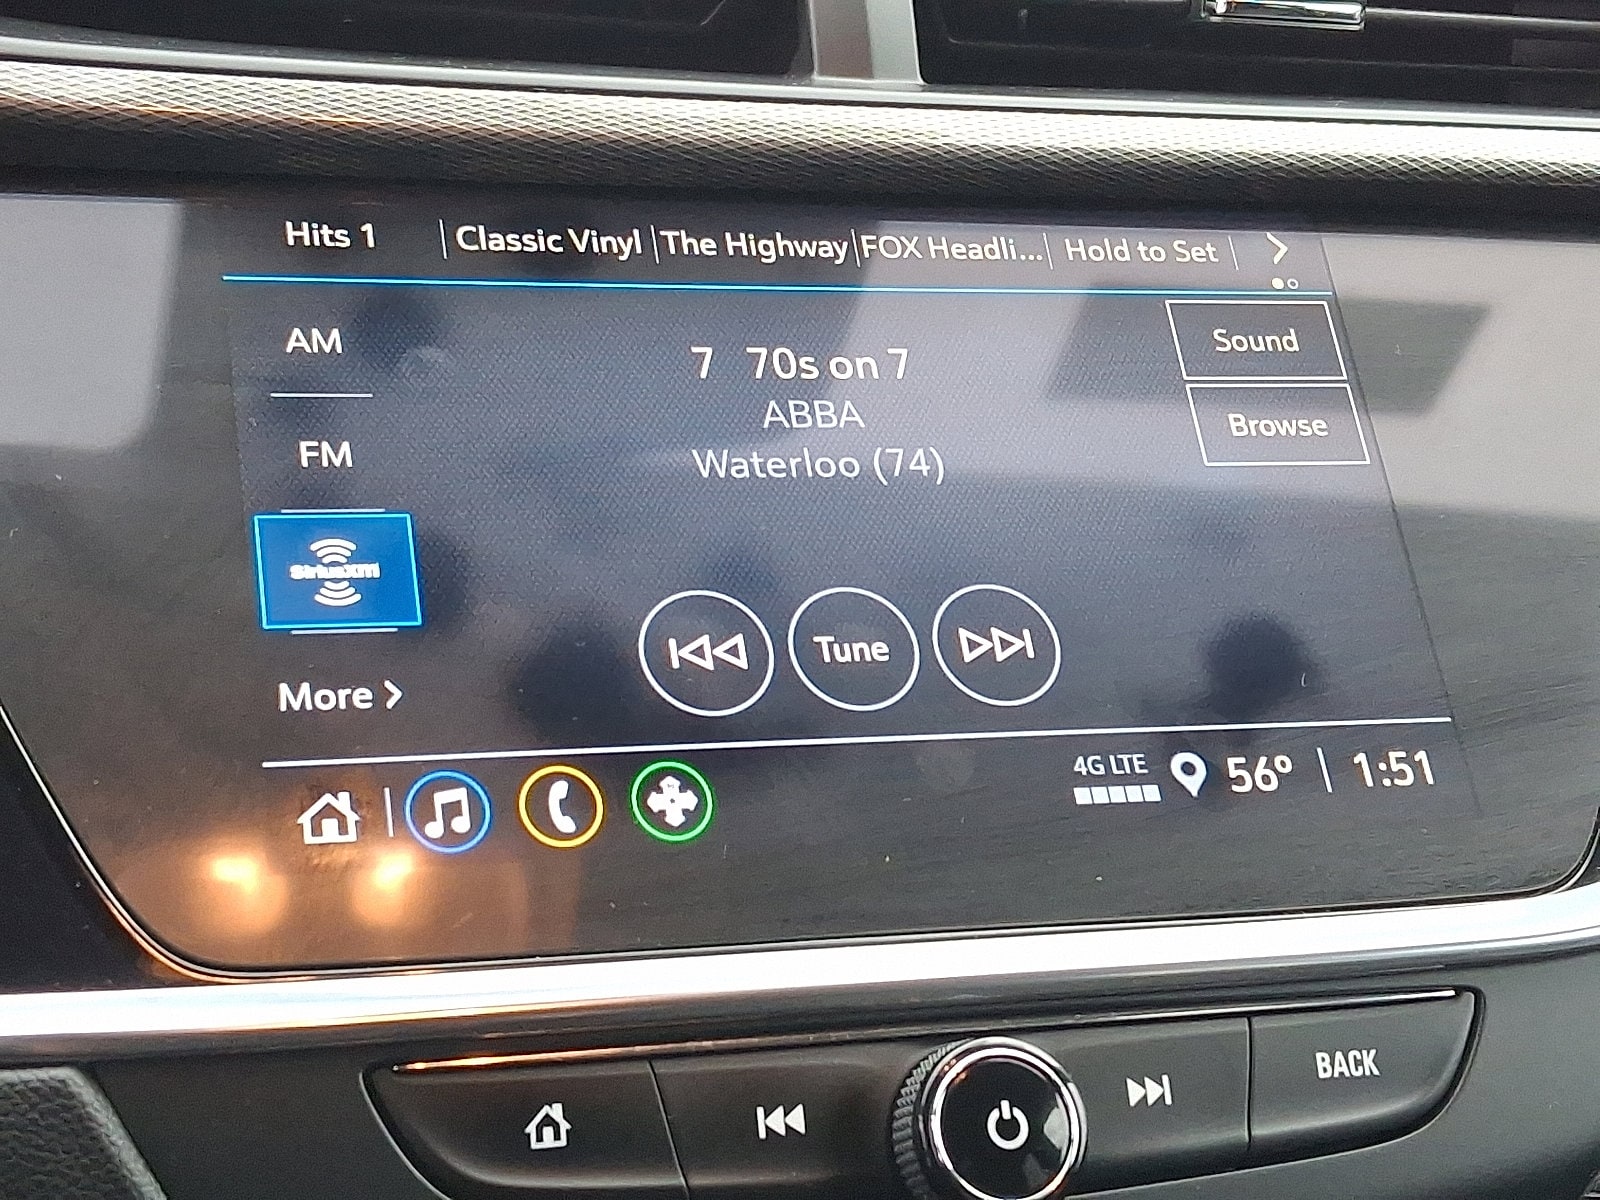 Hits 1 | Classic Vinyl | The Highway | FOX Headli... | Hold to Set
AM
7 70s on 7
Sound
ABBA
Browse
FM
Waterloo (74)
SiriusXM
Tune
More >
4G LTE 56° | 1:51
BACK